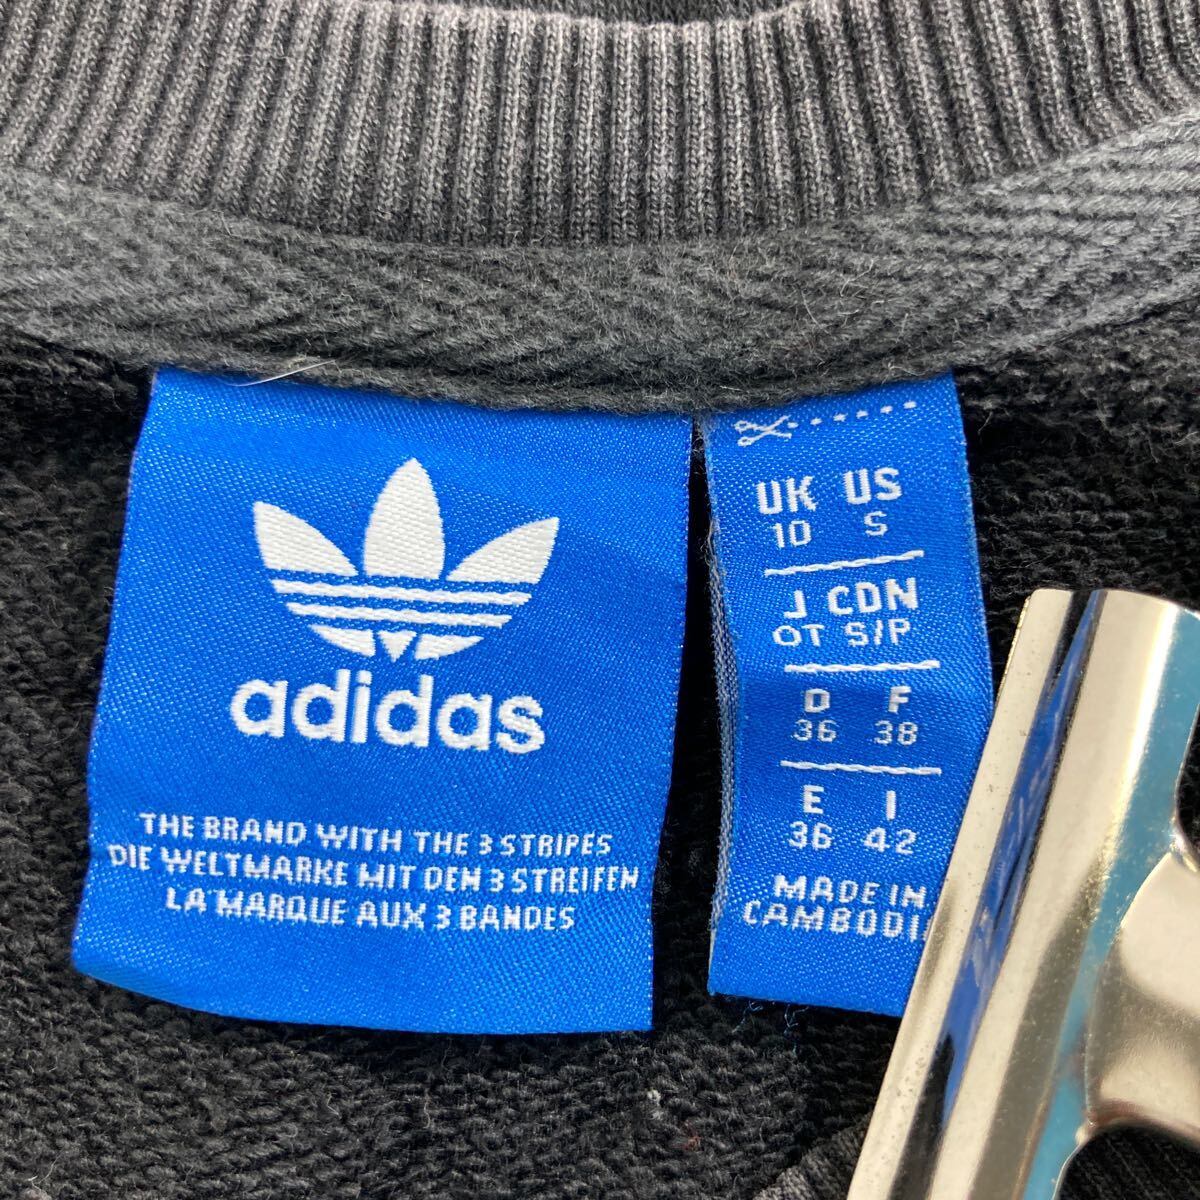 adidas
THE BRAND WITH THE 3 STRIPES
DIE WELTMARKE MIT DEN 3 STREIFEN
LA MARQUE AUX 3 BANDES
UK US
10 S
J CDN
OT S/P
D F
36 38
E I
36 42
MADE IN
CAMBODIA